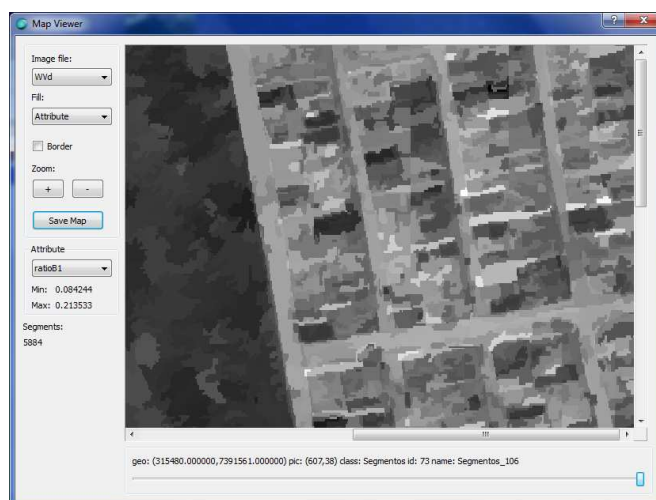 Map Viewer
Image file:
WVd
Fill:
Attribute
Border
Zoom:
+ -
Save Map
Attribute
ratioB1
Min: 0.084244
Max: 0.213533
Segments:
5884
geo: (315480.000000,7391561.000000) pic: (607,38) class: Segmentos id: 73 name: Segmentos_106